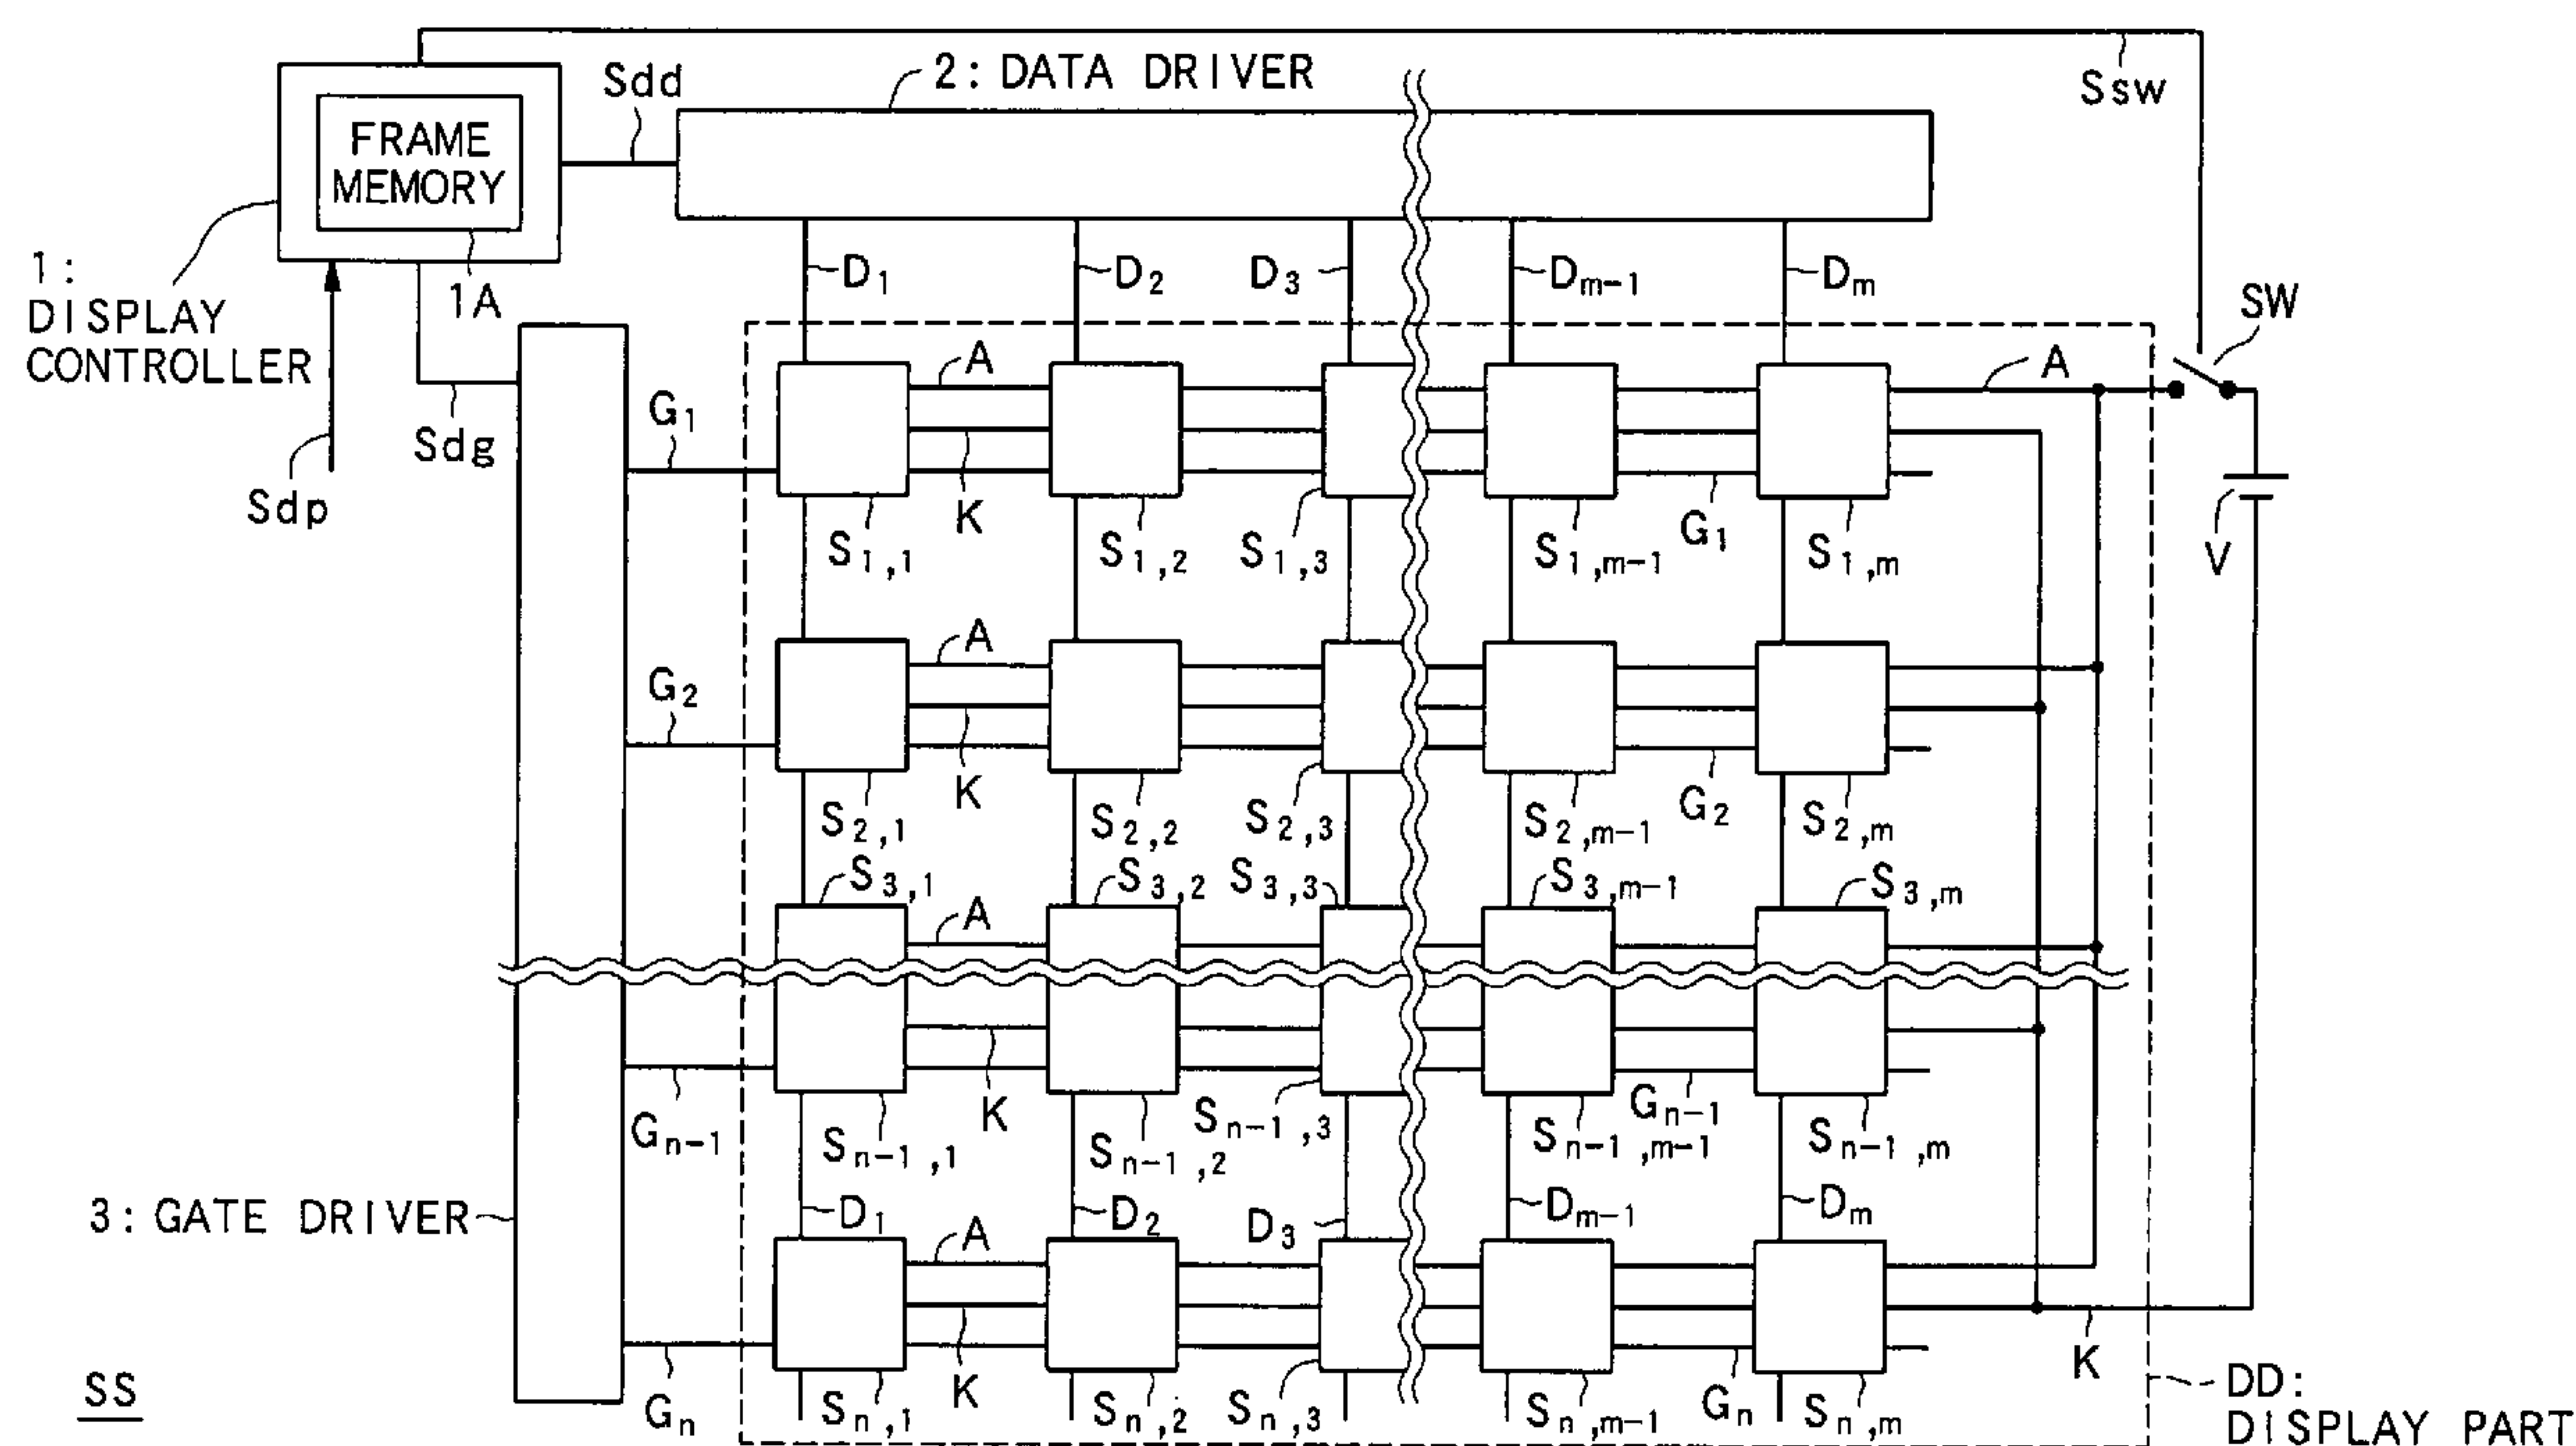 Ssw
Sdd
2: DATA DRIVER
FRAME
MEMORY
1:
DISPLAY
CONTROLLER
1A
D1 D2 D3 Dm-1 Dm
SW
Sdp
Sdg
G1
A
A
K
G1
V
S1,1 S1,2 S1,3 S1,m-1 S1,m
G2
A
K
G2
S2,1 S2,2 S2,3 S2,m-1 S2,m
S3,1 S3,2 S3,3 S3,m-1 S3,m
A
K
Gn-1
Gn-1
Sn-1,1 Sn-1,2 Sn-1,3 Sn-1,m-1 Sn-1,m
3: GATE DRIVER
D1 D2 D3 Dm-1 Dm
A
K
K
Gn
Gn
Sn,1 Sn,2 Sn,3 Sn,m-1 Sn,m
SS
DD:
DISPLAY PART